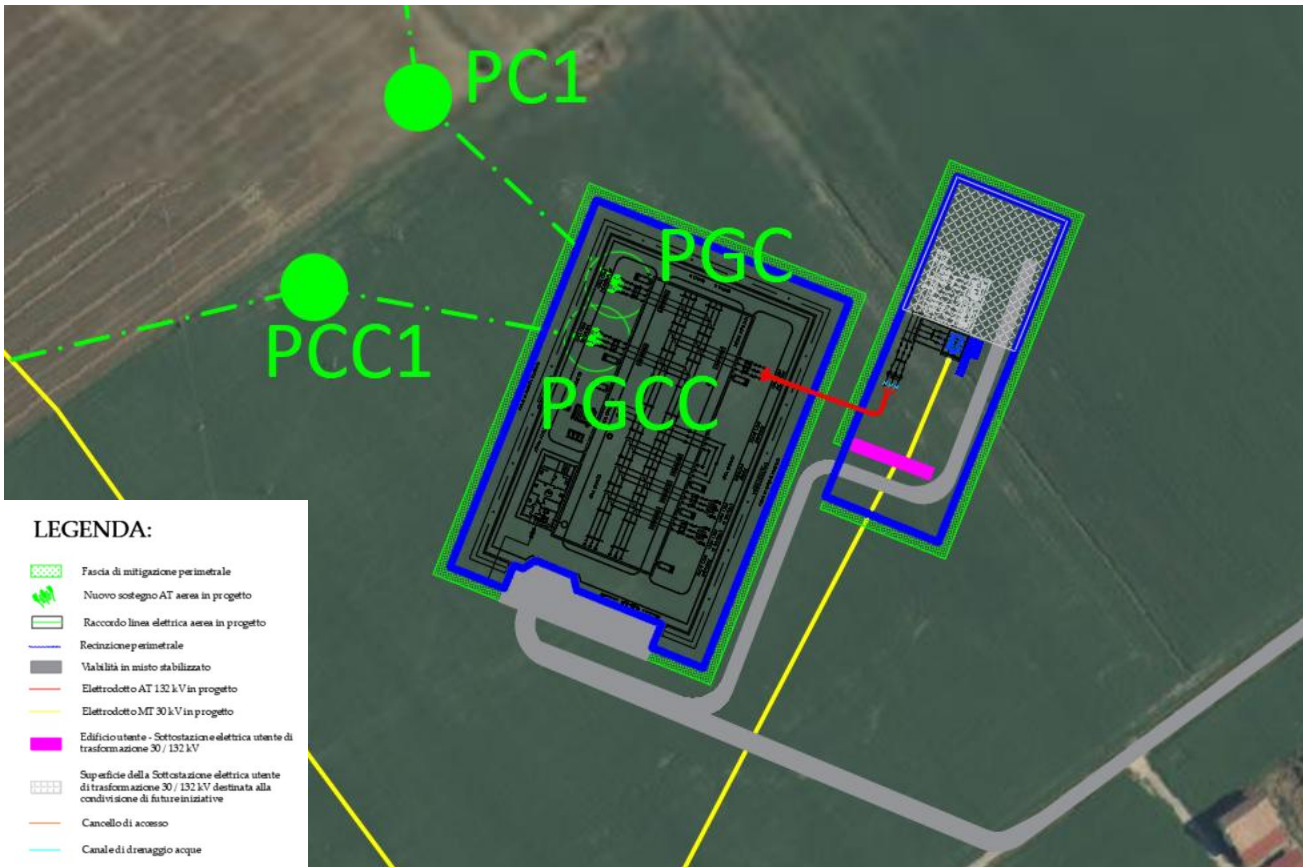 PC1
PGC
PCC1
PGCC
LEGENDA:
Fascia di mitigazione perimetrale
Nuovo sostegno AT aerea in progetto
Raccordo linea elettrica aerea in progetto
Recinzione perimetrale
Viabilità in misto stabilizzato
Elettrodotto AT 132 kV in progetto
Elettrodotto MT 30 kV in progetto
Edificio utente - Sottostazione elettrica utente di
trasformazione 30 / 132 kV
Superficie della Sottostazione elettrica utente
di trasformazione 30 / 132 kV destinata alla
condivisione di future iniziative
Cancello di accesso
Canale di drenaggio acque